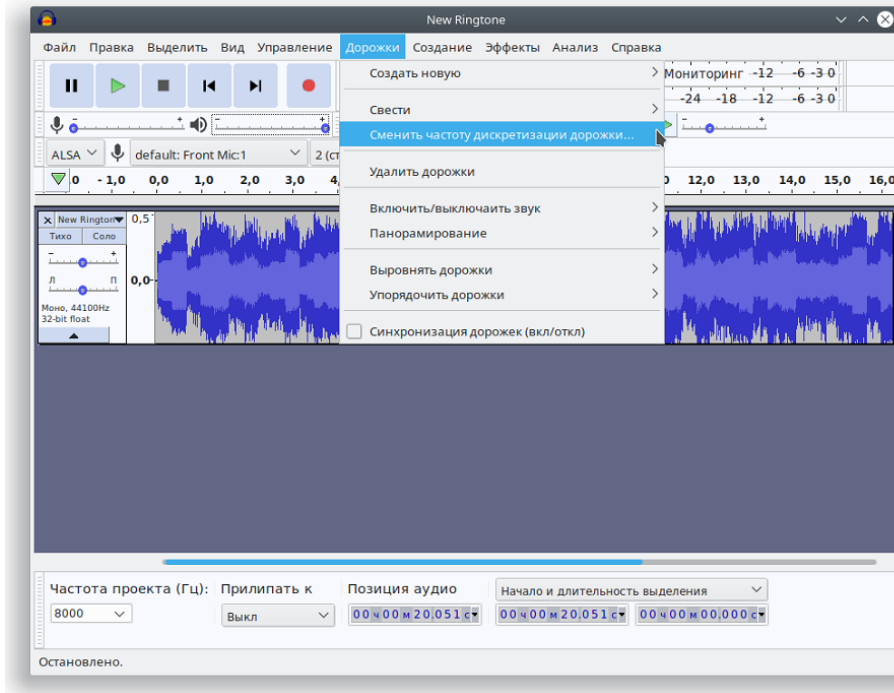 New Ringtone
Файл Правка Выделить Вид Управление Дорожки Создание Эффекты Анализ Справка
Создать новую
Свести
Сменить частоту дискретизации дорожки...
Удалить дорожки
Включить/выключаить звук
Панорамирование
Выровнять дорожки
Упорядочить дорожки
Синхронизация дорожек (вкл/откл)
Мониторинг -12 -6 -3 0
-24 -18 -12 -6 -3 0
- +
- +
- +
ALSA default: Front Mic:1 2 (ст
0 -1,0 0,0 1,0 2,0 3,0 4, 12,0 13,0 14,0 15,0 16,0
x New Rington 0,5
Тихо Соло
- +
Л П 0,0
Моно, 44100Hz
32-bit float
Частота проекта (Гц): Прилипать к Позиция аудио Начало и длительность выделения
8000 Выкл 00 ч 00 м 20,051 с 00 ч 00 м 20,051 с 00 ч 00 м 00,000 с
Остановлено.